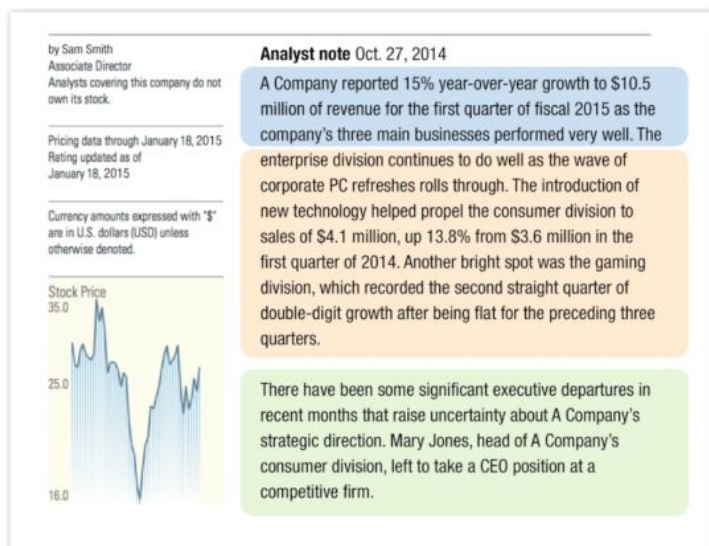 by Sam Smith
Associate Director
Analysts covering this company do not
own its stock.
Pricing data through January 18, 2015
Rating updated as of
January 18, 2015
Currency amounts expressed with "$"
are in U.S. dollars (USD) unless
otherwise denoted.
Stock Price
35.0
25.0
16.0
Analyst note Oct. 27, 2014
A Company reported 15% year-over-year growth to $10.5
million of revenue for the first quarter of fiscal 2015 as the
company's three main businesses performed very well. The
enterprise division continues to do well as the wave of
corporate PC refreshes rolls through. The introduction of
new technology helped propel the consumer division to
sales of $4.1 million, up 13.8% from $3.6 million in the
first quarter of 2014. Another bright spot was the gaming
division, which recorded the second straight quarter of
double-digit growth after being flat for the preceding three
quarters.
There have been some significant executive departures in
recent months that raise uncertainty about A Company's
strategic direction. Mary Jones, head of A Company's
consumer division, left to take a CEO position at a
competitive firm.